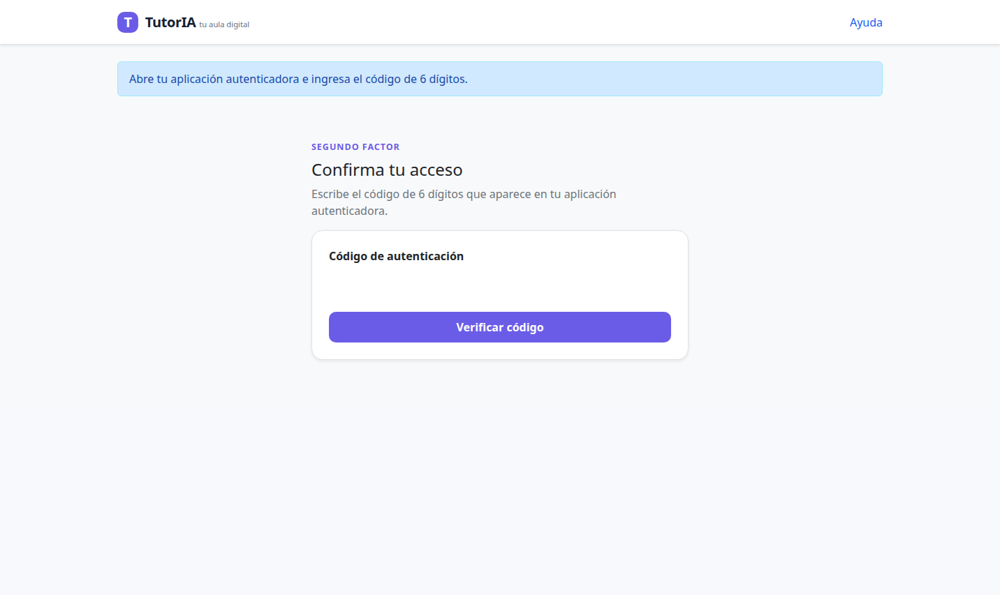 T TutorIA tu aula digital
Ayuda
Abre tu aplicación autenticadora e ingresa el código de 6 dígitos.
SEGUNDO FACTOR
Confirma tu acceso
Escribe el código de 6 dígitos que aparece en tu aplicación
autenticadora.
Código de autenticación
Verificar código